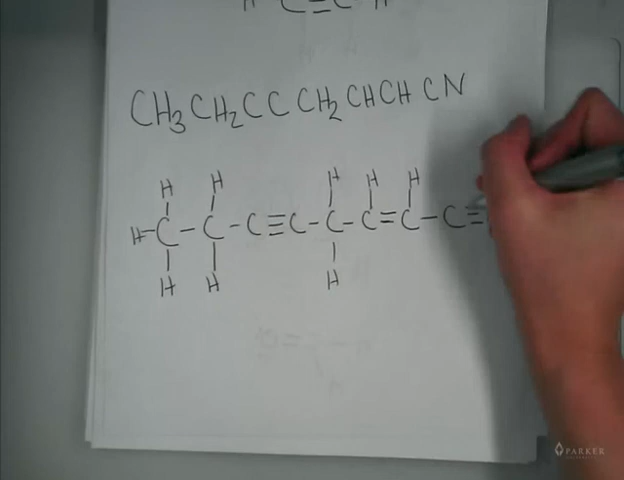 H C≡C H
CH₃CH₂CCCH₂CHCHCN
H H H H H
H-C-C-C≡C-C-C=C-C≡
H H H
PARKER